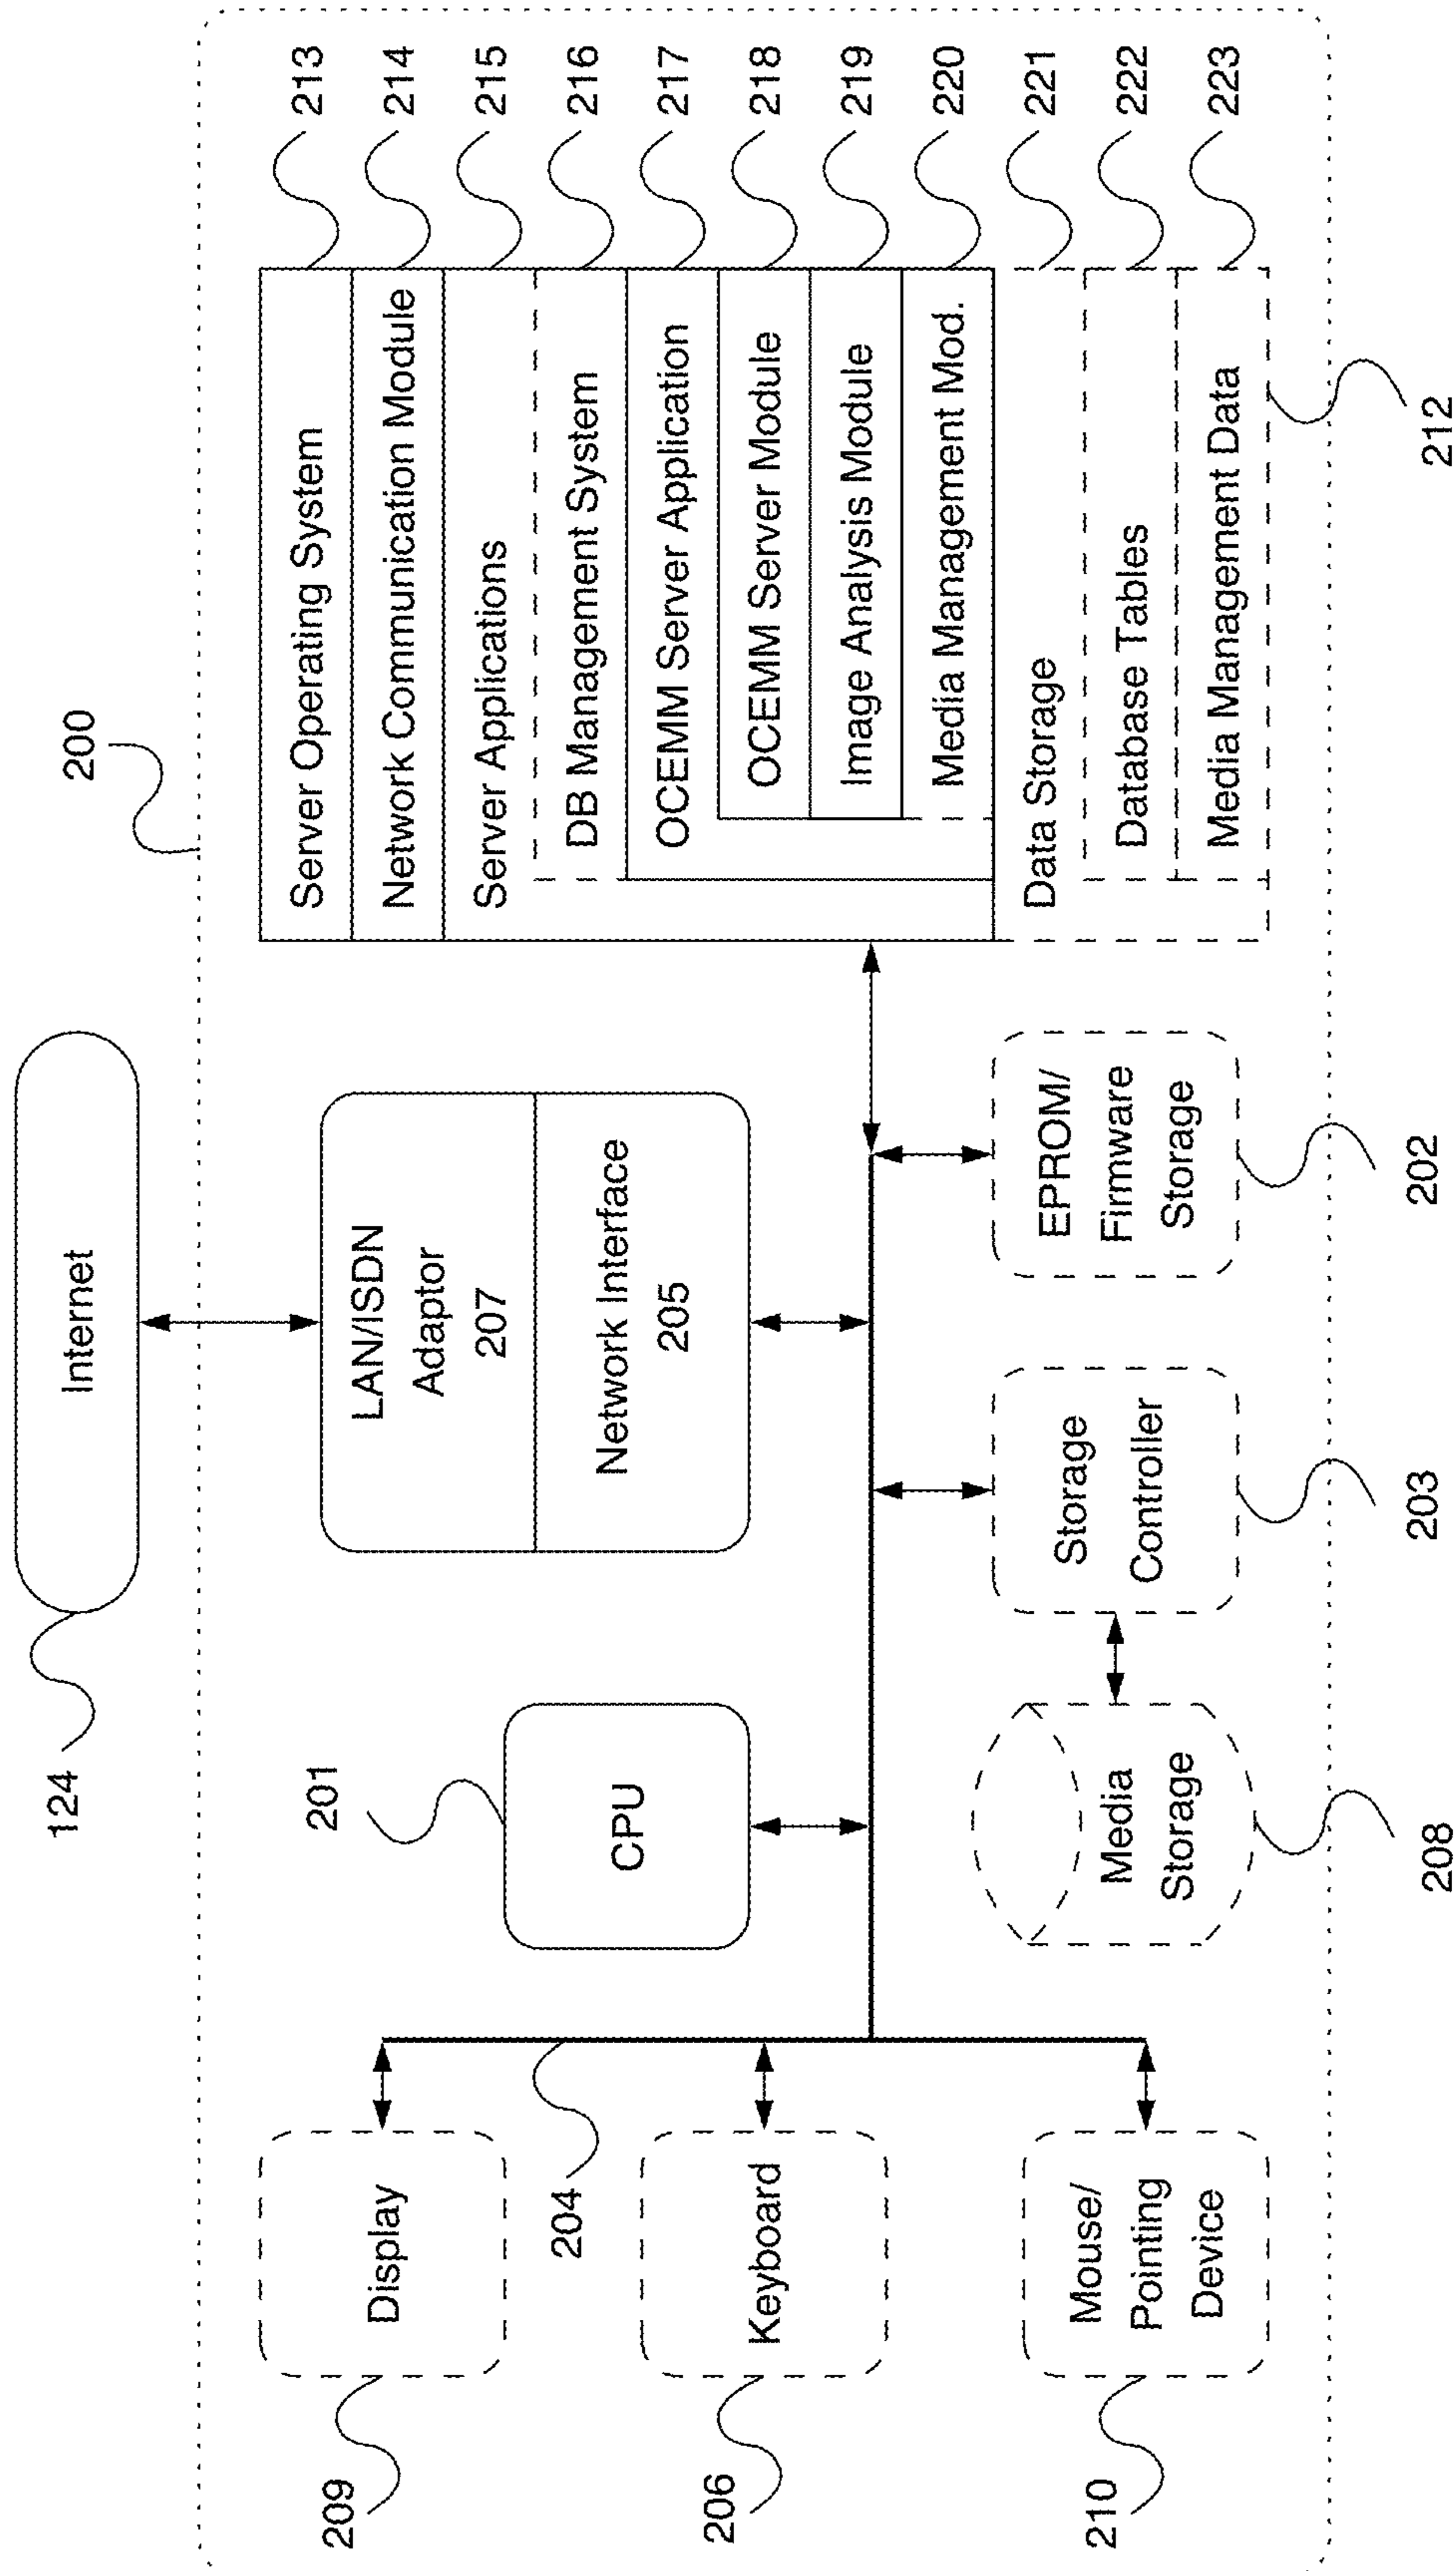 200
Internet
124
Server Operating System
213
Network Communication Module
214
Server Applications
215
DB Management System
216
OCEMM Server Application
217
OCEMM Server Module
218
Image Analysis Module
219
Media Management Mod.
220
Data Storage
221
Database Tables
222
Media Management Data
223
212
LAN/ISDN
Adaptor
207
Network Interface
205
201
CPU
Display
209
204
Keyboard
206
Mouse/
Pointing
Device
210
Media
Storage
208
Storage
Controller
203
EPROM/
Firmware
Storage
202